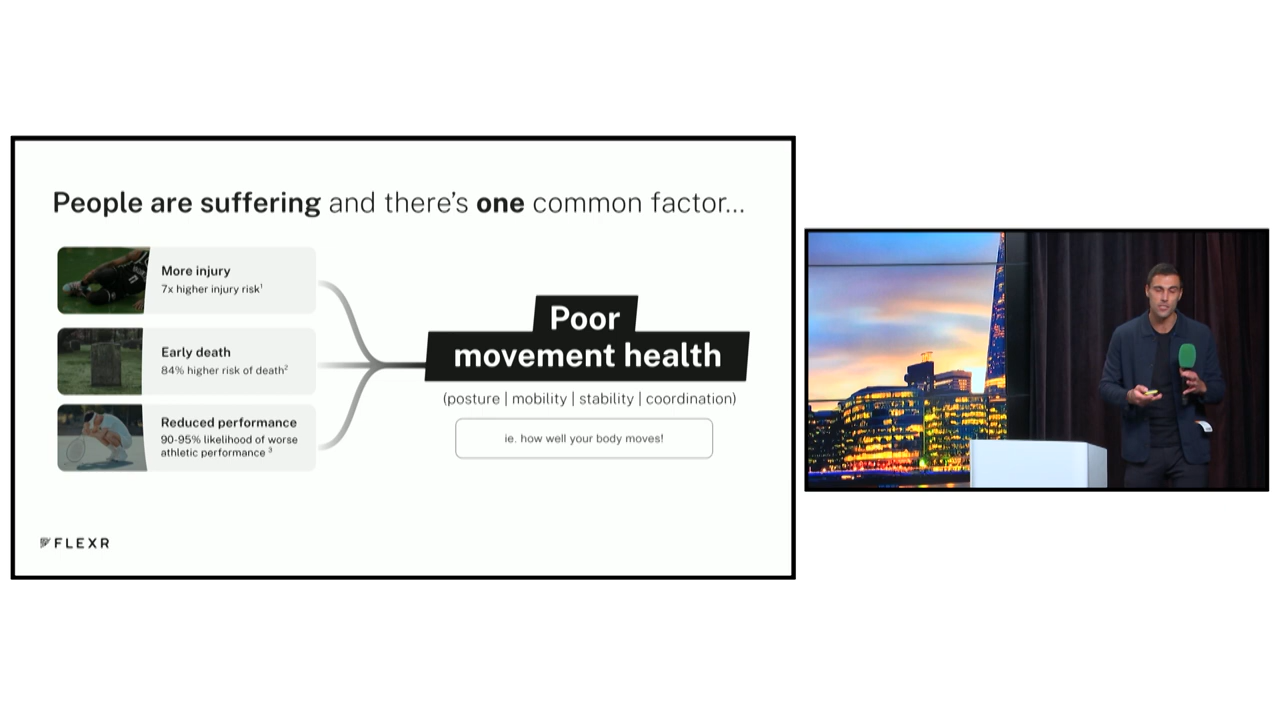 People are suffering and there's one common factor...
More injury
7x higher injury risk¹
Early death
84% higher risk of death²
Reduced performance
90-95% likelihood of worse
athletic performance ³
Poor
movement health
(posture | mobility | stability | coordination)
ie. how well your body moves!
FLEXR